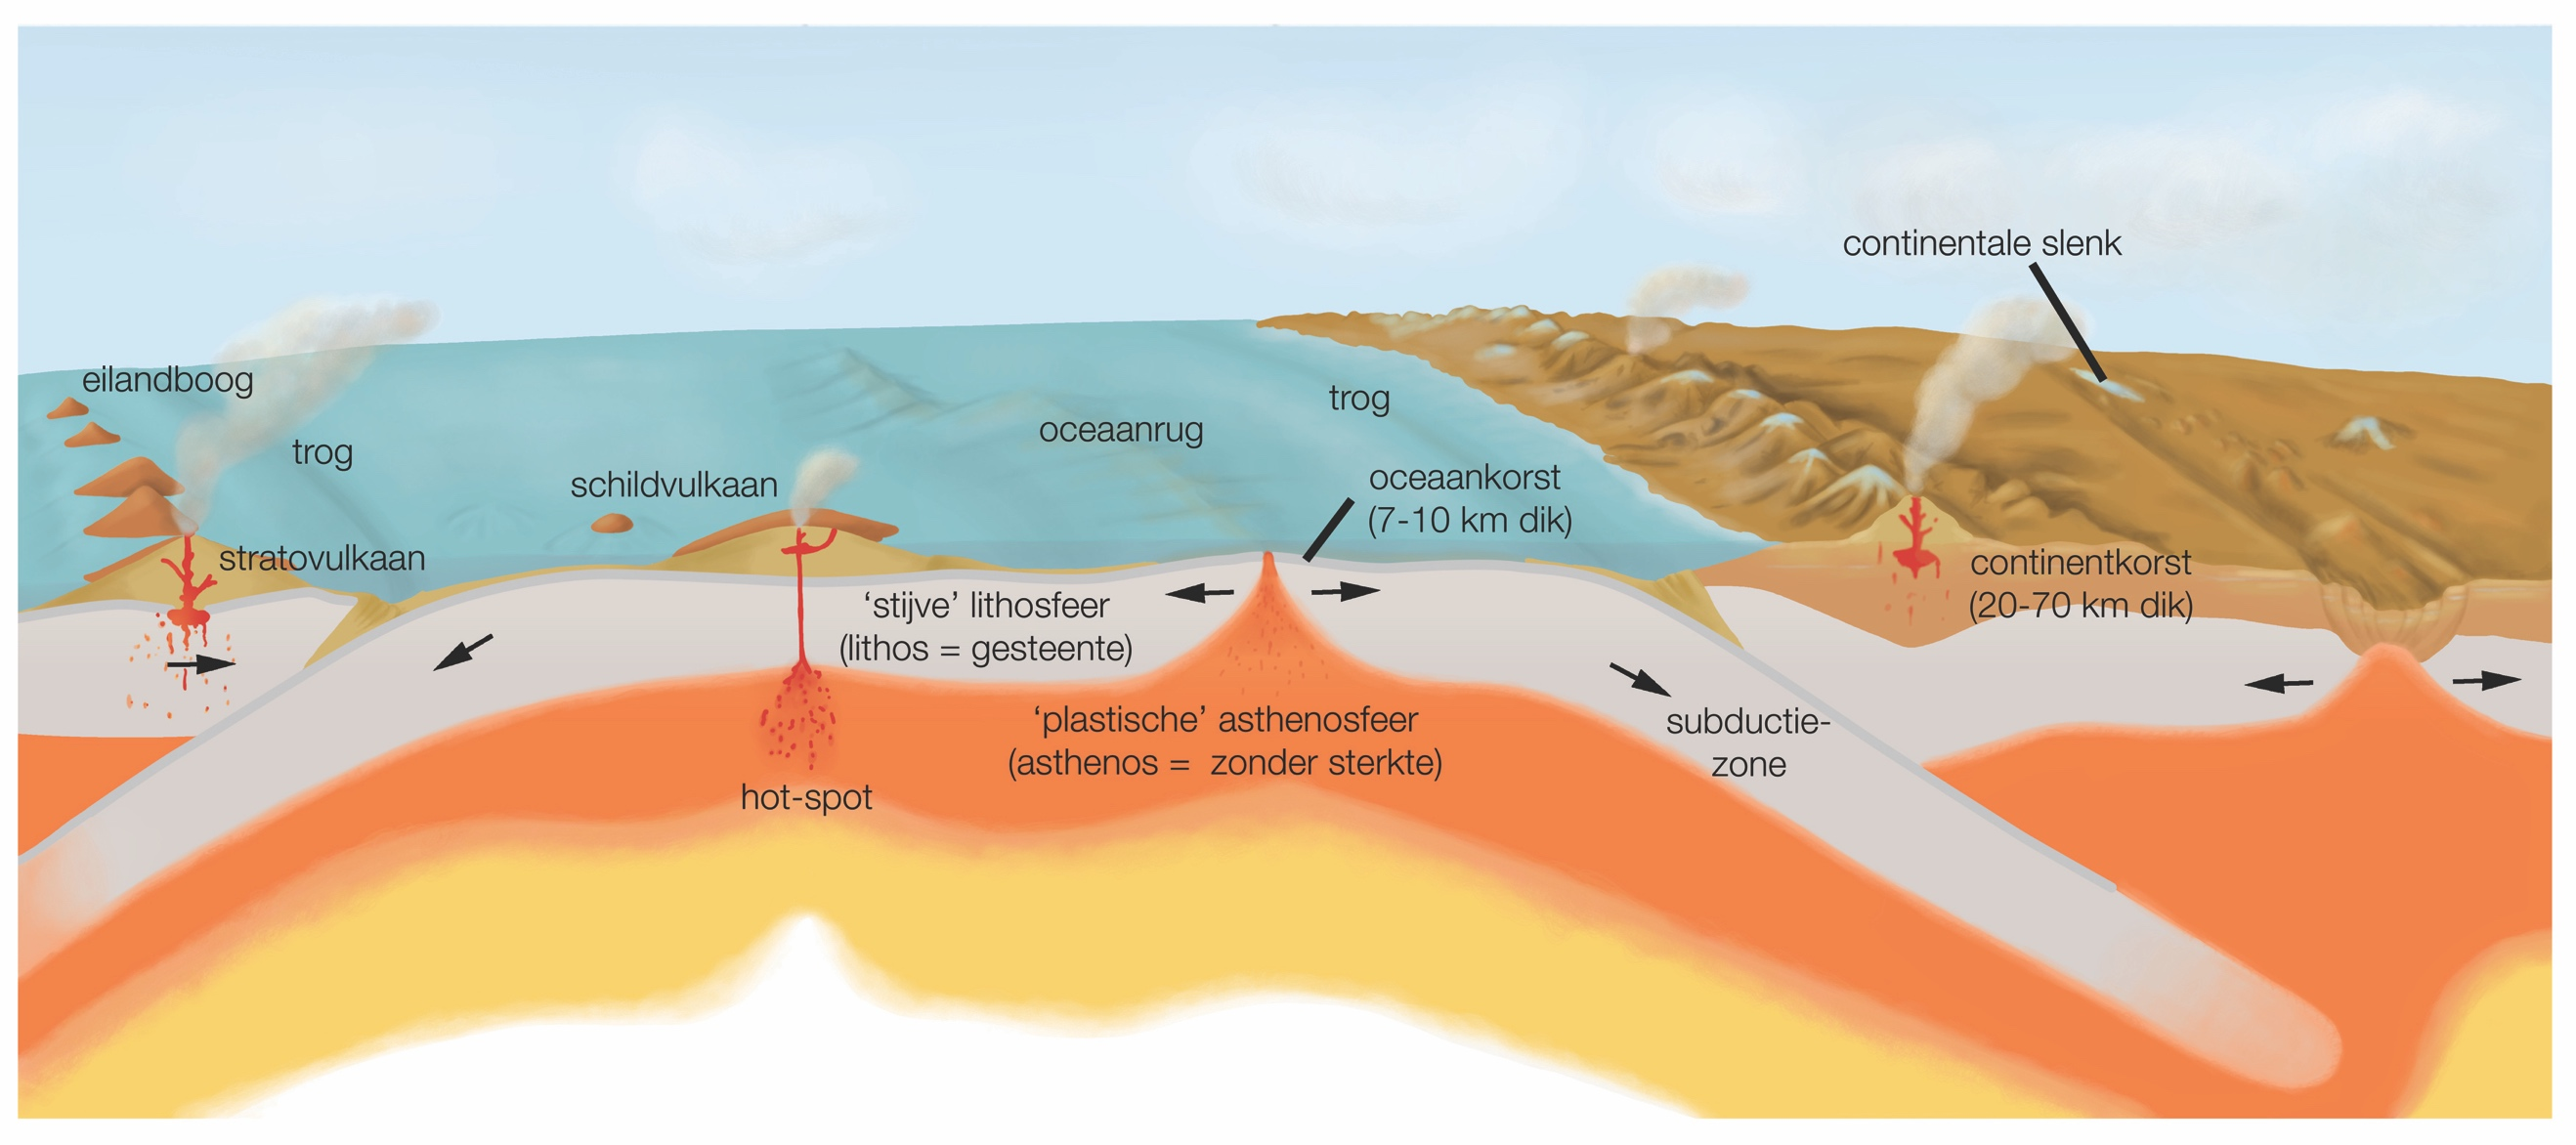 continentale slenk
eilandboog
trog
trog
oceaanrug
schildvulkaan
oceaankorst
(7-10 km dik)
stratovulkaan
continentkorst
(20-70 km dik)
‘stijve’ lithosfeer
(lithos = gesteente)
‘plastische’ asthenosfeer
(asthenos = zonder sterkte)
subductie-
zone
hot-spot